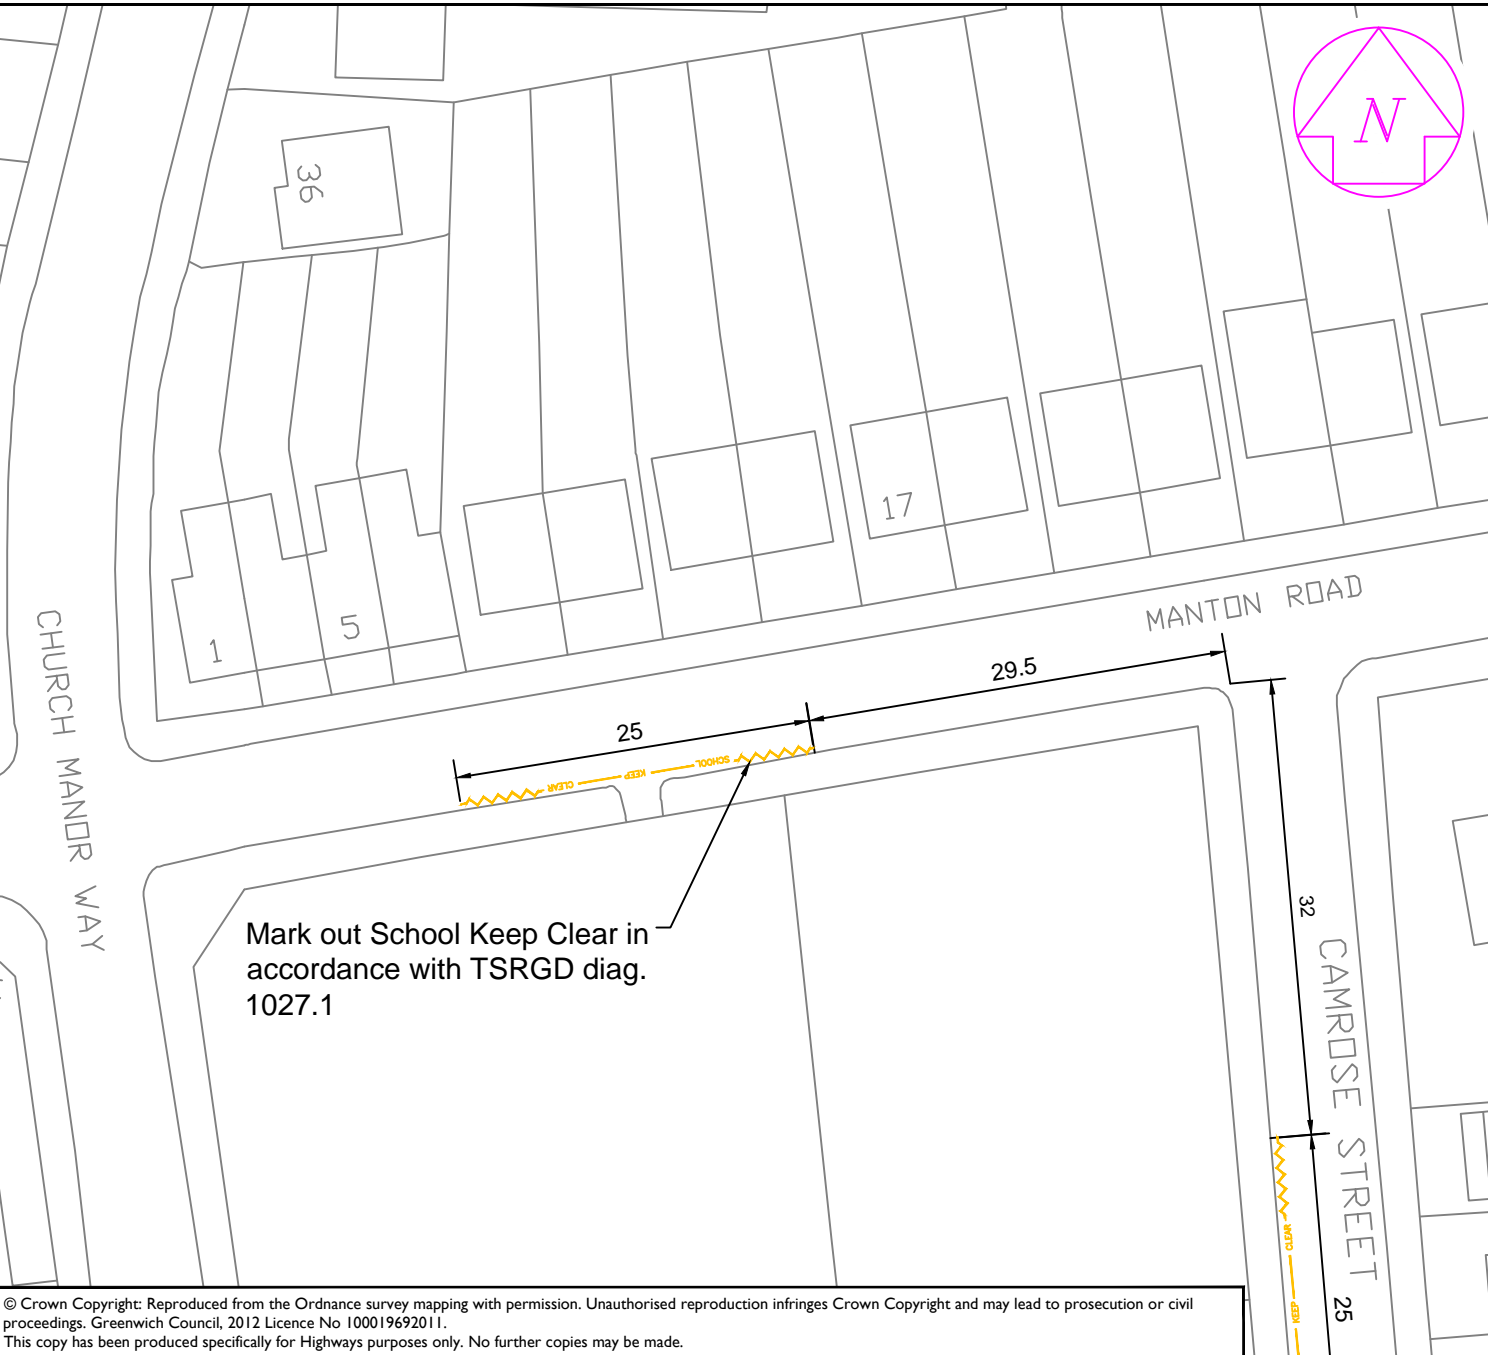 N
36
17
MANTON ROAD
5
1
29.5
25
SCHOOL
KEEP
CLEAR
CHURCH MANOR WAY
Mark out School Keep Clear in
accordance with TSRGD diag.
1027.1
32
CAMROSE STREET
CLEAR
KEEP
25
© Crown Copyright: Reproduced from the Ordnance survey mapping with permission. Unauthorised reproduction infringes Crown Copyright and may lead to prosecution or civil
proceedings. Greenwich Council, 2012 Licence No 100019692011.
This copy has been produced specifically for Highways purposes only. No further copies may be made.